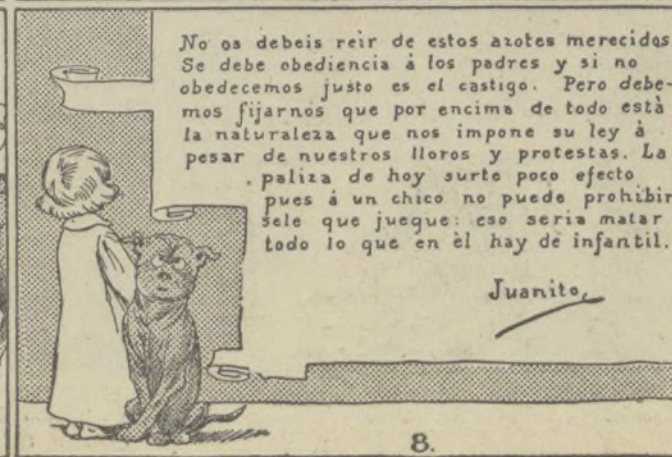 No os debeis reir de estos azotes merecidos
Se debe obediencia á los padres y si no
obedecemos justo es el castigo. Pero debe-
mos fijarnos que por encima de todo està
la naturaleza que nos impone su ley á
pesar de nuestros lloros y protestas. La
paliza de hoy surte poco efecto
pues á un chico no puede prohibir
sele que juegue: eso seria matar
todo lo que en èl hay de infantil.
Juanito,
8.